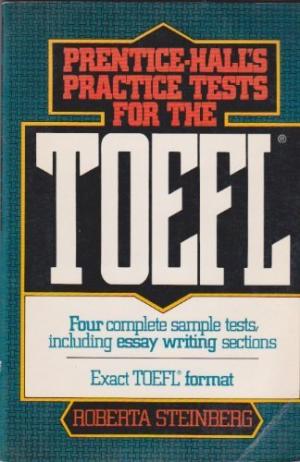 PRENTICE-HALL'S
PRACTICE TESTS
FOR THE
TOEFL®
Four complete sample tests,
including essay writing sections
Exact TOEFL® format
ROBERTA STEINBERG